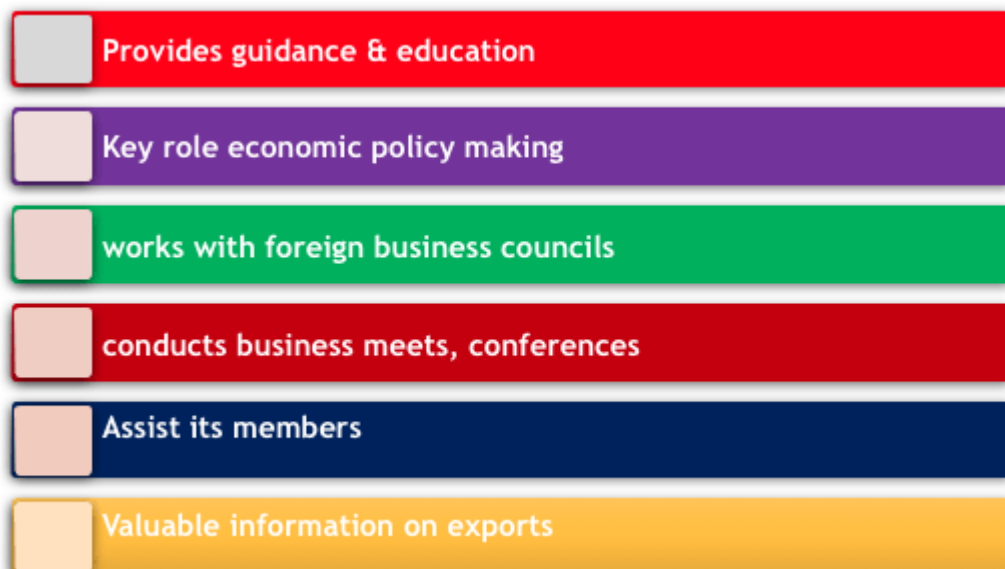 Provides guidance & education
Key role economic policy making
works with foreign business councils
conducts business meets, conferences
Assist its members
Valuable information on exports